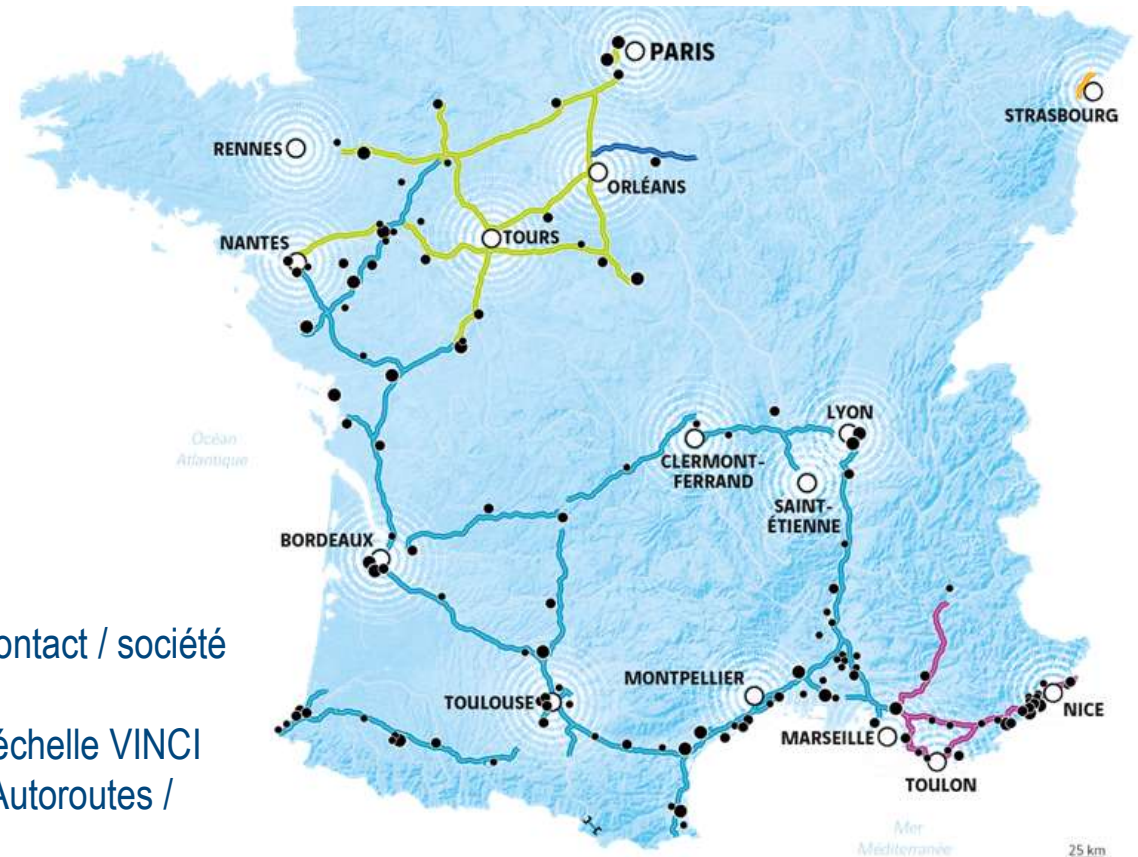 PARIS
STRASBOURG
RENNES
ORLÉANS
NANTES
TOURS
Océan
Atlantique
LYON
CLERMONT-
FERRAND
SAINT-
ÉTIENNE
BORDEAUX
ontact / société
MONTPELLIER
TOULOUSE
NICE
MARSEILLE
échelle VINCI
Autoroutes /
TOULON
Mer
Méditerranée
25 km